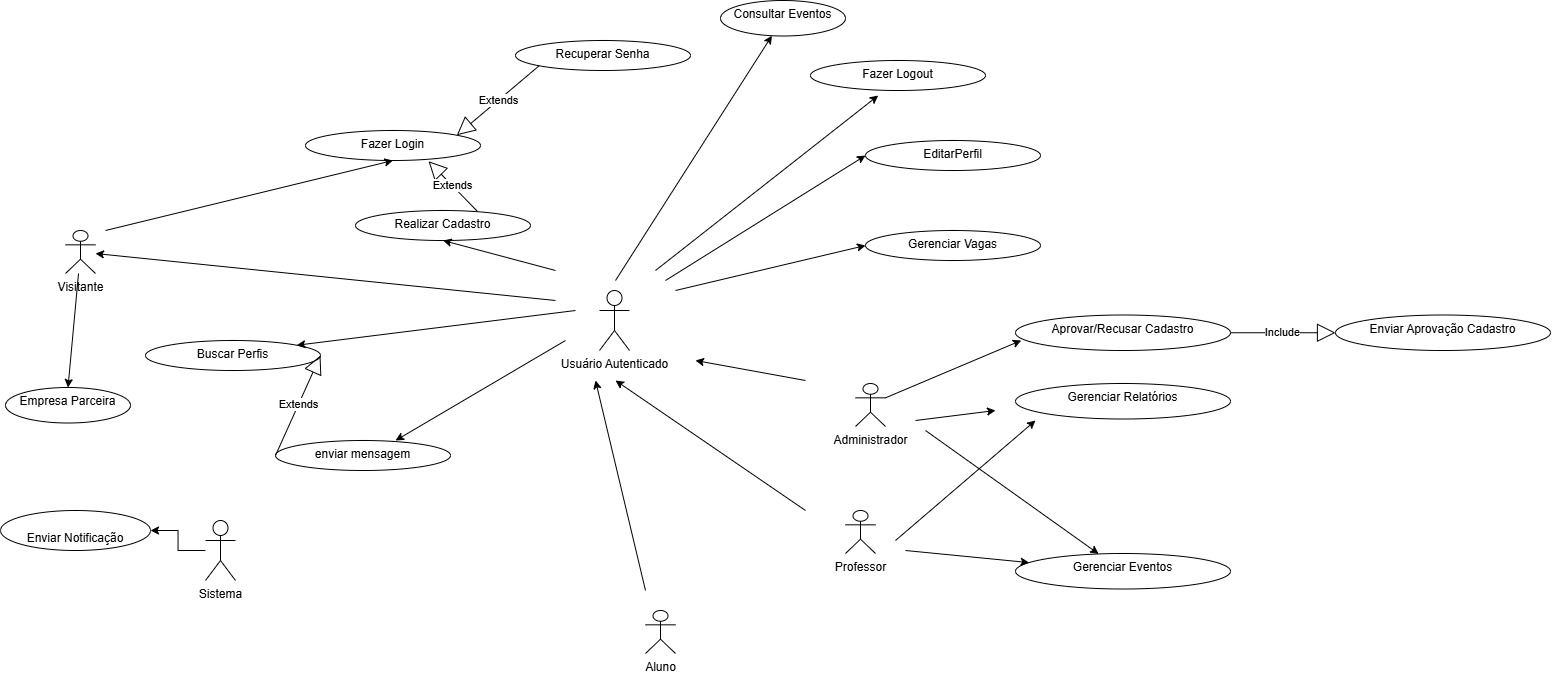 Consultar Eventos
Recuperar Senha
Fazer Logout
Extends
Fazer Login
EditarPerfil
Extends
Realizar Cadastro
Gerenciar Vagas
Visitante
Aprovar/Recusar Cadastro
Include
Enviar Aprovação Cadastro
Buscar Perfis
Usuário Autenticado
Empresa Parceira
Extends
Gerenciar Relatórios
Administrador
enviar mensagem
Enviar Notificação
Professor
Gerenciar Eventos
Sistema
Aluno